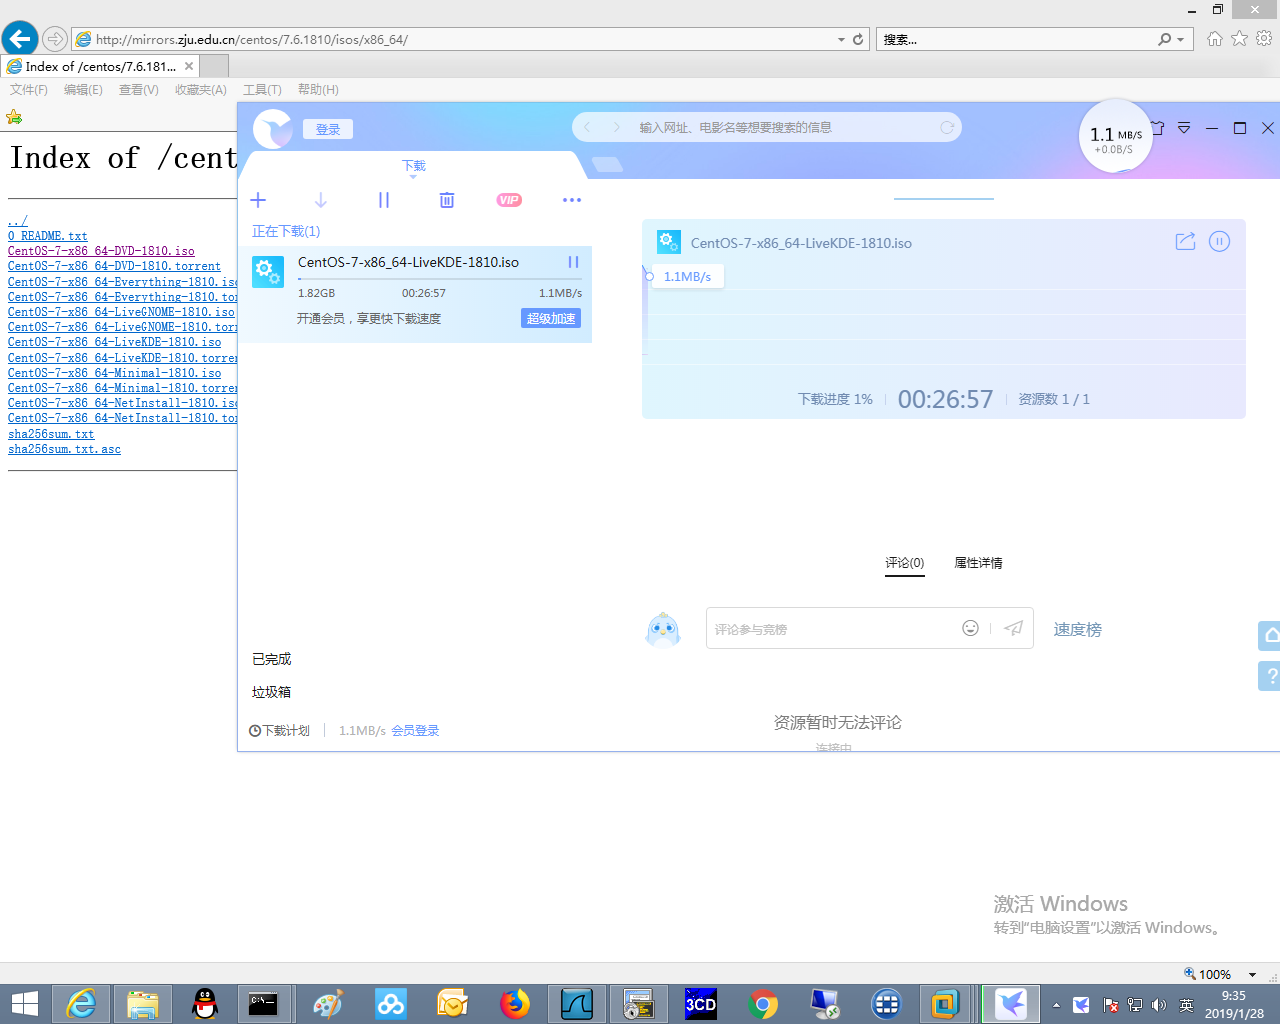 http://mirrors.zju.edu.cn/centos/7.6.1810/isos/x86_64/
搜索...
Index of /centos/7.6.181...
文件(F) 编辑(E) 查看(V) 收藏夹(A) 工具(T) 帮助(H)
Index of /cent
../
0_README.txt
CentOS-7-x86_64-DVD-1810.iso
CentOS-7-x86_64-DVD-1810.torrent
CentOS-7-x86_64-Everything-1810.iso
CentOS-7-x86_64-Everything-1810.tor
CentOS-7-x86_64-LiveGNOME-1810.iso
CentOS-7-x86_64-LiveGNOME-1810.torr
CentOS-7-x86_64-LiveKDE-1810.iso
CentOS-7-x86_64-LiveKDE-1810.torren
CentOS-7-x86_64-Minimal-1810.iso
CentOS-7-x86_64-Minimal-1810.torren
CentOS-7-x86_64-NetInstall-1810.iso
CentOS-7-x86_64-NetInstall-1810.tor
sha256sum.txt
sha256sum.txt.asc
登录
输入网址、电影名等想要搜索的信息
1.1 MB/S
+0.0B/S
下载
VIP
正在下载(1)
CentOS-7-x86_64-LiveKDE-1810.iso
1.82GB 00:26:57 1.1MB/s
开通会员，享更快下载速度 超级加速
已完成
垃圾箱
下载计划 1.1MB/s 会员登录
CentOS-7-x86_64-LiveKDE-1810.iso
1.1MB/s
下载进度 1% 00:26:57 资源数 1 / 1
评论(0) 属性详情
评论参与竞榜
速度榜
资源暂时无法评论
连接中
激活 Windows
转到"电脑设置"以激活 Windows。
100%
C:\
3CD
英
9:35
2019/1/28